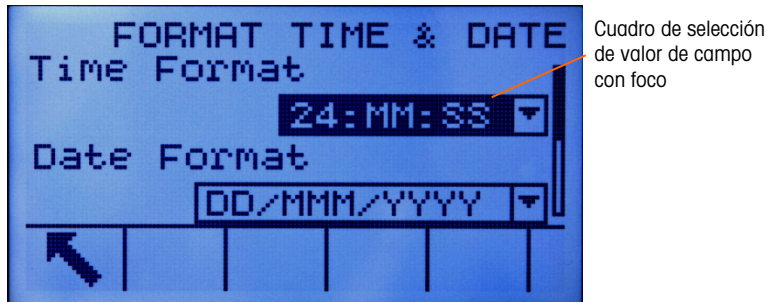 FORMAT TIME & DATE
Time Format
24:MM:SS
Date Format
DD/MMM/YYYY
Cuadro de selección
de valor de campo
con foco